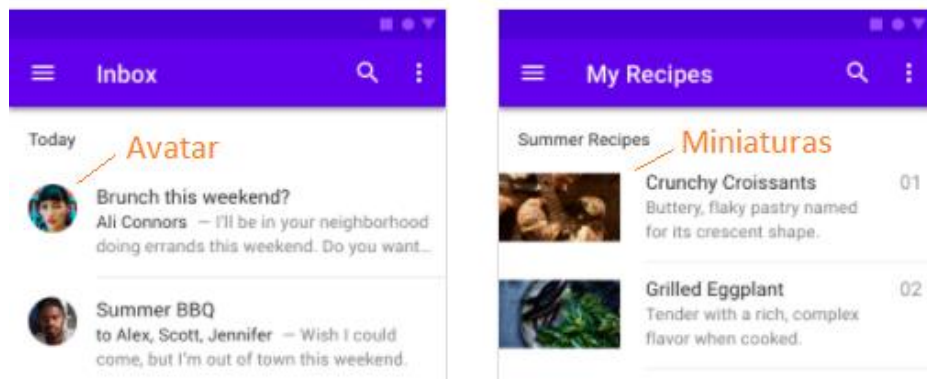 Inbox
Today
Avatar
Brunch this weekend?
Ali Connors — I'll be in your neighborhood
doing errands this weekend. Do you want...
Summer BBQ
to Alex, Scott, Jennifer — Wish I could
come, but I'm out of town this weekend.
My Recipes
Summer Recipes
Miniaturas
Crunchy Croissants 01
Buttery, flaky pastry named
for its crescent shape.
Grilled Eggplant 02
Tender with a rich, complex
flavor when cooked.